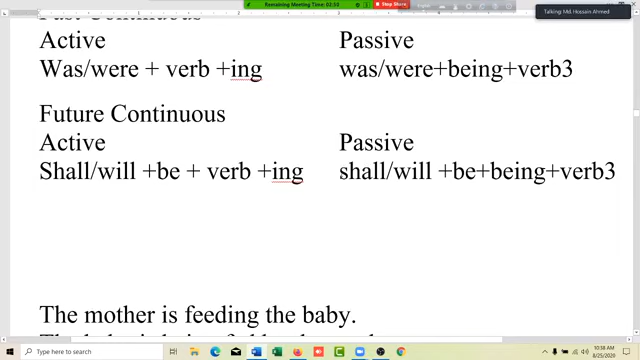 Remaining Meeting Time: 02:35 Stop Share
Talking: Md. Hossain Ahmed
Past Continuous
Active Passive
Was/were + verb +ing was/were+being+verb3
Future Continuous
Active Passive
Shall/will +be + verb +ing shall/will +be+being+verb3
The mother is feeding the baby.
Type here to search
10:38 AM
8/25/2020